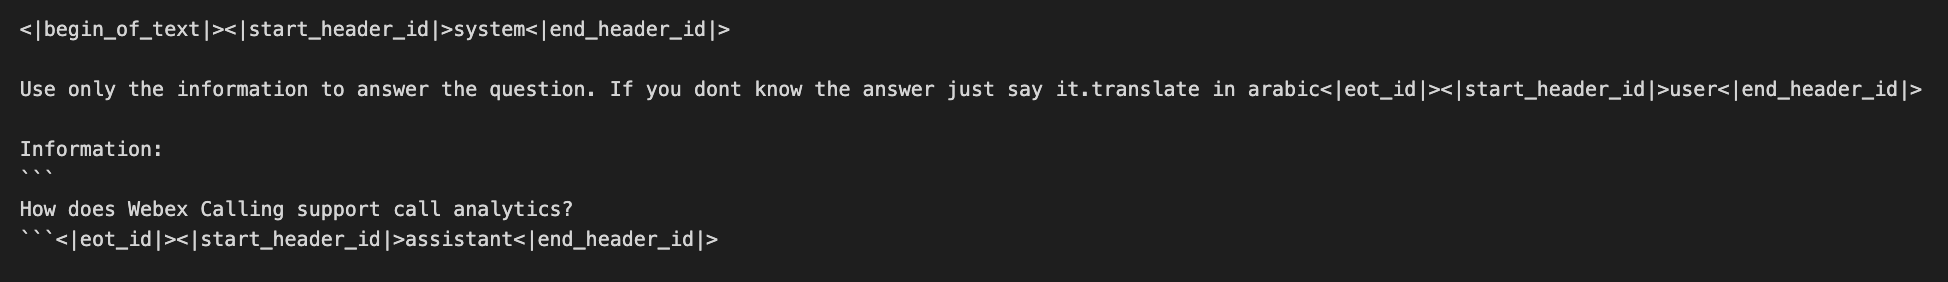 <|begin_of_text|><|start_header_id|>system<|end_header_id|>
Use only the information to answer the question. If you dont know the answer just say it.translate in arabic<|eot_id|><|start_header_id|>user<|end_header_id|>
Information:
```
How does Webex Calling support call analytics?
```<|eot_id|><|start_header_id|>assistant<|end_header_id|>